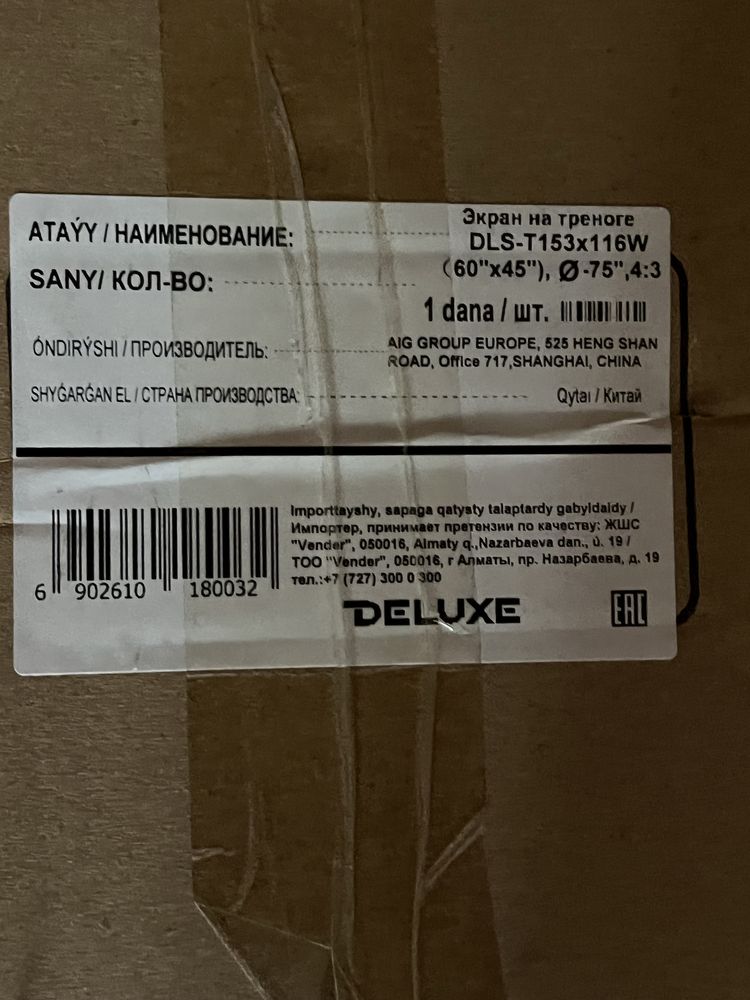 ATAÝY / НАИМЕНОВАНИЕ: Экран на треноге
DLS-T153x116W
SANY/ КОЛ-ВО: (60"x45"), Ø-75",4:3
1 dana / шт.
ÓNDIRÝSHI / ПРОИЗВОДИТЕЛЬ: AIG GROUP EUROPE, 525 HENG SHAN
ROAD, Office 717,SHANGHAI, CHINA
SHYǴARǴAN EL / СТРАНА ПРОИЗВОДСТВА: Qytaı / Китай
Importtayshy, sapaga qatysty talaptardy gabyldaidy /
Импортер, принимает претензии по качеству: ЖШС
"Vender", 050016, Almaty q.,Nazarbaeva dan., ú. 19 /
ТОО "Vender", 050016, г Алматы, пр. Назарбаева, д. 19
тел.:+7 (727) 300 0 300
6 902610 180032
DELUXE
EAC